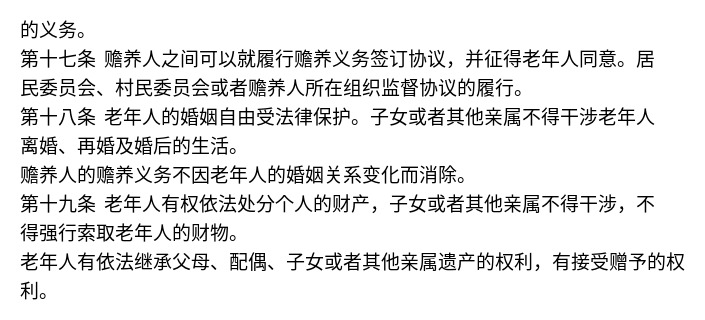 的义务。
第十七条 赡养人之间可以就履行赡养义务签订协议，并征得老年人同意。居
民委员会、村民委员会或者赡养人所在组织监督协议的履行。
第十八条 老年人的婚姻自由受法律保护。子女或者其他亲属不得干涉老年人
离婚、再婚及婚后的生活。
赡养人的赡养义务不因老年人的婚姻关系变化而消除。
第十九条 老年人有权依法处分个人的财产，子女或者其他亲属不得干涉，不
得强行索取老年人的财物。
老年人有依法继承父母、配偶、子女或者其他亲属遗产的权利，有接受赠予的权
利。